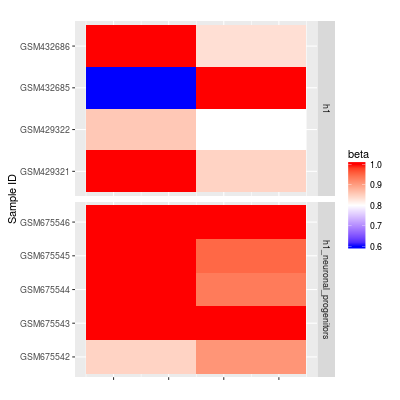 GSM432686
GSM432685
GSM429322
GSM429321
h1
GSM675546
GSM675545
GSM675544
GSM675543
GSM675542
h1_neuronal_progenitors
Sample ID
beta
1.0
0.9
0.8
0.7
0.6